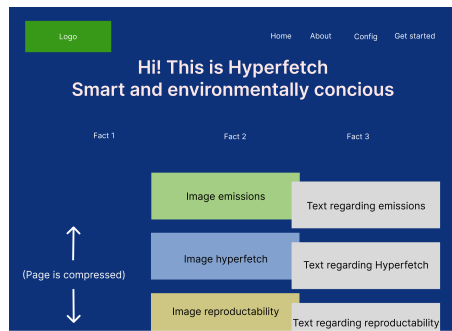 Logo
Home
About
Config
Get started
Hi! This is Hyperfetch
Smart and environmentally concious
Fact 1
Fact 2
Fact 3
Image emissions
Text regarding emissions
Image hyperfetch
Text regarding Hyperfetch
(Page is compressed)
Image reproductability
Text regarding reproductability